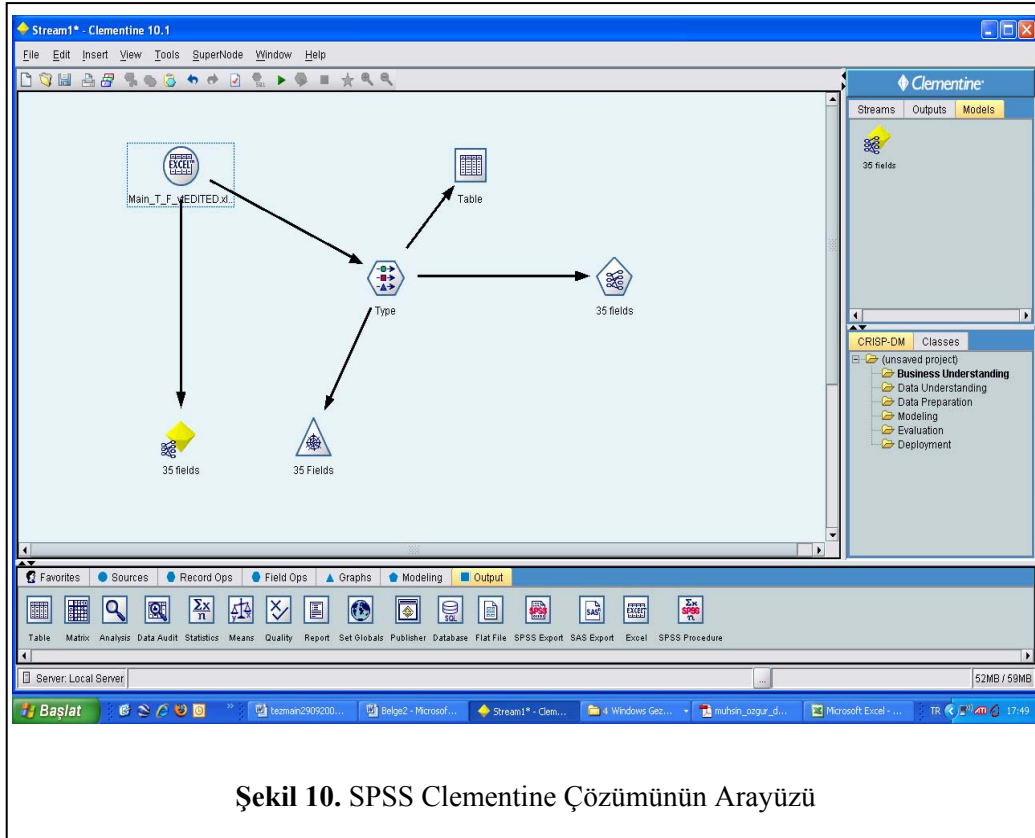 Stream1* - Clementine 10.1
File Edit Insert View Tools SuperNode Window Help
Clementine
Streams Outputs Models
35 fields
EXCEL
Main_T_F_vtEDITED.xl...
Table
Type
35 fields
35 fields
35 Fields
CRISP-DM Classes
(unsaved project)
Business Understanding
Data Understanding
Data Preparation
Modeling
Evaluation
Deployment
Favorites Sources Record Ops Field Ops Graphs Modeling Output
Table Matrix Analysis Data Audit Statistics Means Quality Report Set Globals Publisher Database Flat File SPSS Export SAS Export Excel SPSS Procedure
Server: Local Server ... 52MB / 59MB
Başlat tezmain2909200... Belge2 - Microsof... Stream1* - Clem... 4 Windows Gez... muhsin_ozgur_d... Microsoft Excel - ... TR 17:49
Şekil 10. SPSS Clementine Çözümünün Arayüzü